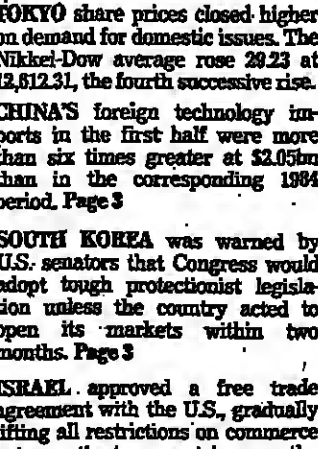 TOKYO share prices closed higher
on demand for domestic issues. The
Nikkei-Dow average rose 29.23 at
12,612.31, the fourth successive rise.
CHINA'S foreign technology im-
ports in the first half were more
than six times greater at $2.05bn
than in the corresponding 1984
period. Page 3
SOUTH KOREA was warned by
U.S. senators that Congress would
adopt tough protectionist legisla-
tion unless the country acted to
open its markets within two
months. Page 3
ISRAEL approved a free trade
agreement with the U.S., gradually
lifting all restrictions on commerce